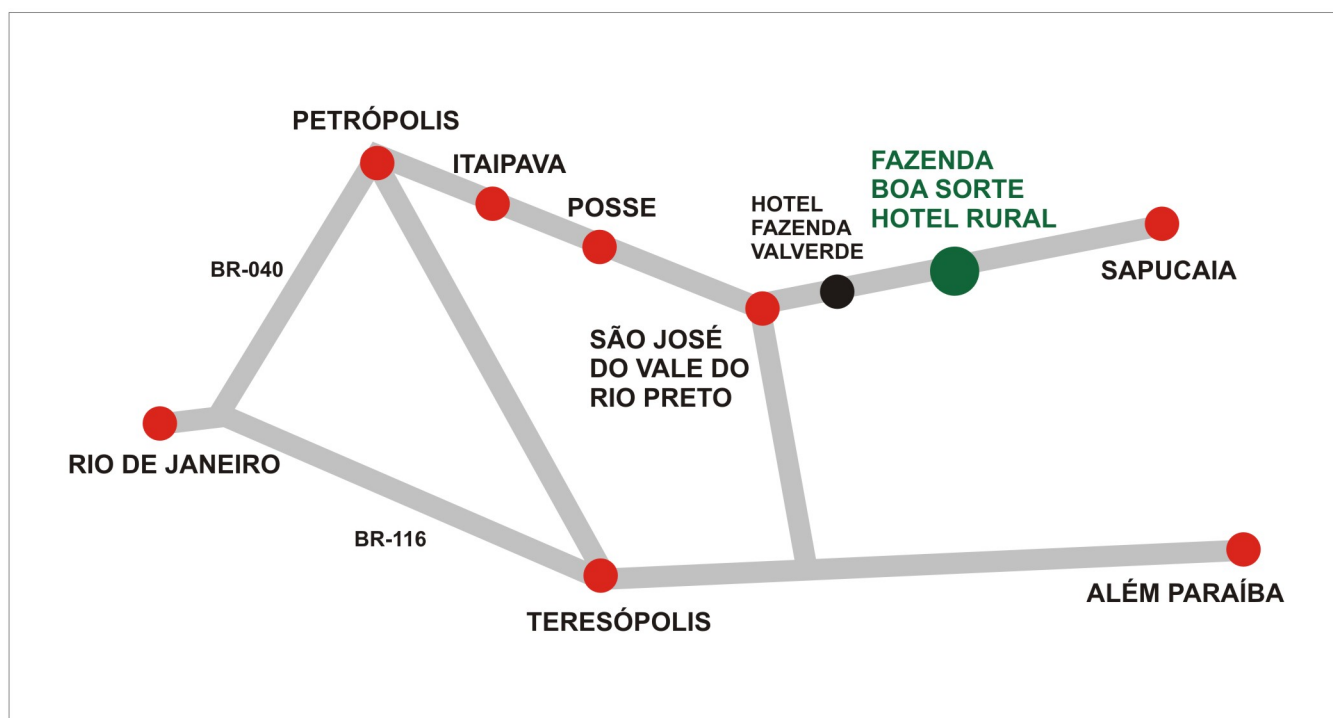 PETRÓPOLIS
ITAIPAVA
POSSE
HOTEL
FAZENDA
VALVERDE
FAZENDA
BOA SORTE
HOTEL RURAL
SAPUCAIA
BR-040
SÃO JOSÉ
DO VALE DO
RIO PRETO
RIO DE JANEIRO
BR-116
TERESÓPOLIS
ALÉM PARAÍBA